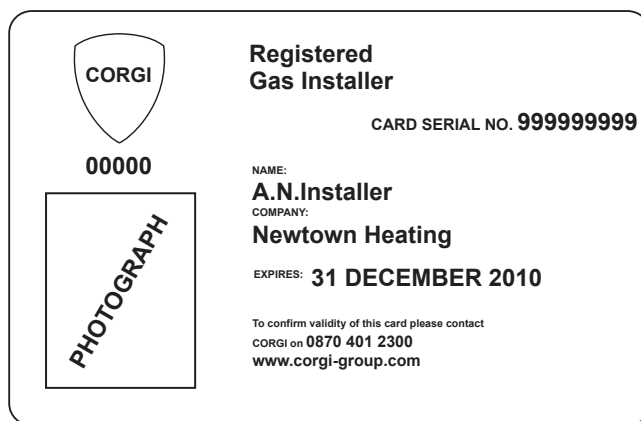 CORGI
00000
PHOTOGRAPH
Registered
Gas Installer
CARD SERIAL NO. 999999999
NAME:
A.N.Installer
COMPANY:
Newtown Heating
EXPIRES: 31 DECEMBER 2010
To confirm validity of this card please contact
CORGI on 0870 401 2300
www.corgi-group.com